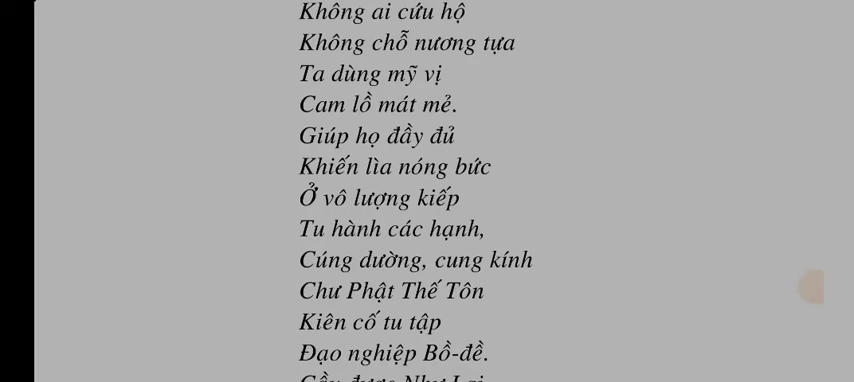 Không ai cứu hộ
Không chỗ nương tựa
Ta dùng mỹ vị
Cam lồ mát mẻ.
Giúp họ đầy đủ
Khiến lìa nóng bức
Ở vô lượng kiếp
Tu hành các hạnh,
Cúng dường, cung kính
Chư Phật Thế Tôn
Kiên cố tu tập
Đạo nghiệp Bồ-đề.